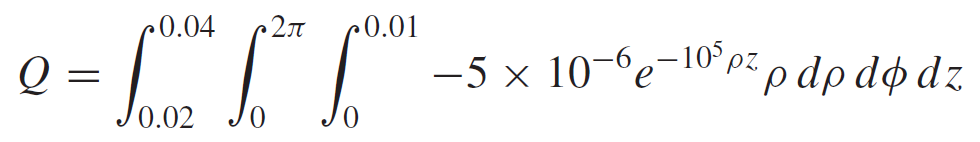 Q = ∫_{0.02}^{0.04} ∫_{0}^{2π} ∫_{0}^{0.01} −5 × 10^{−6} e^{−10^{5}ρz} ρ dρ dϕ dz